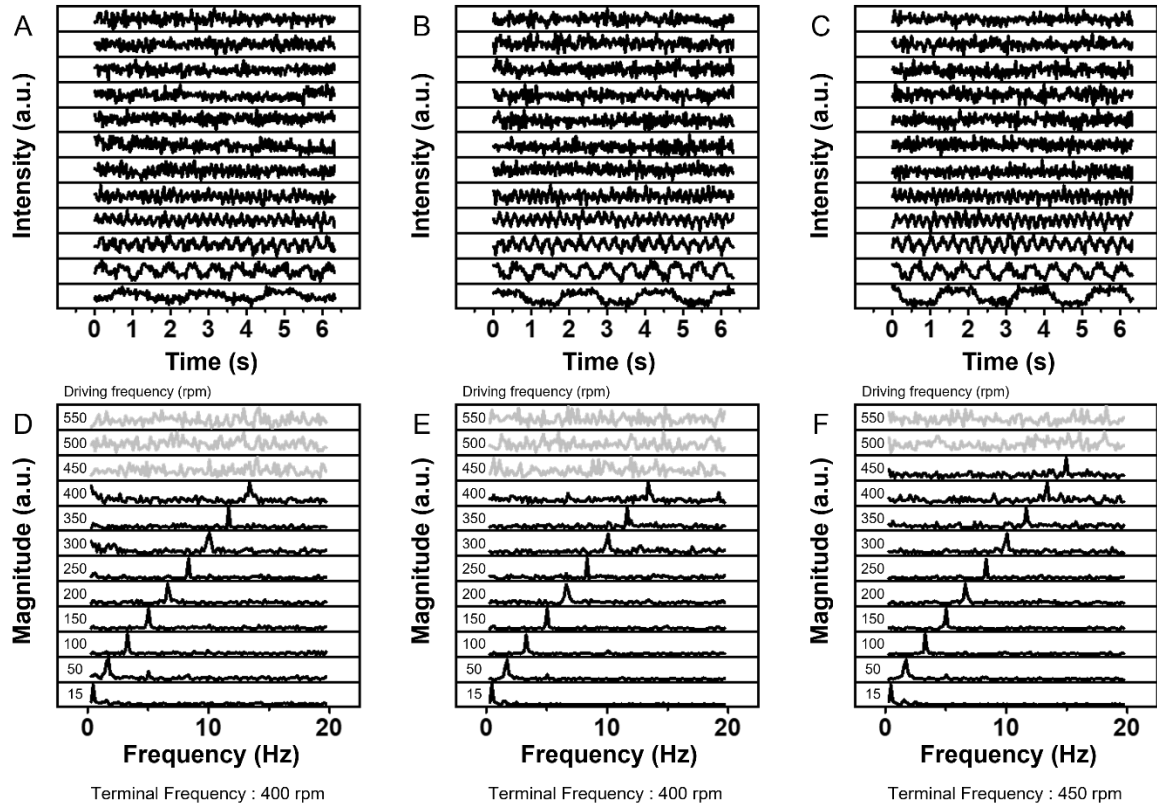 A
B
C
Intensity (a.u.)
Intensity (a.u.)
Intensity (a.u.)
0 1 2 3 4 5 6
0 1 2 3 4 5 6
0 1 2 3 4 5 6
Time (s)
Time (s)
Time (s)
Driving frequency (rpm)
Driving frequency (rpm)
Driving frequency (rpm)
D
E
F
Magnitude (a.u.)
550
500
450
400
350
300
250
200
150
100
50
15
Magnitude (a.u.)
550
500
450
400
350
300
250
200
150
100
50
15
Magnitude (a.u.)
550
500
450
400
350
300
250
200
150
100
50
15
0 10 20
0 10 20
0 10 20
Frequency (Hz)
Frequency (Hz)
Frequency (Hz)
Terminal Frequency : 400 rpm
Terminal Frequency : 400 rpm
Terminal Frequency : 450 rpm